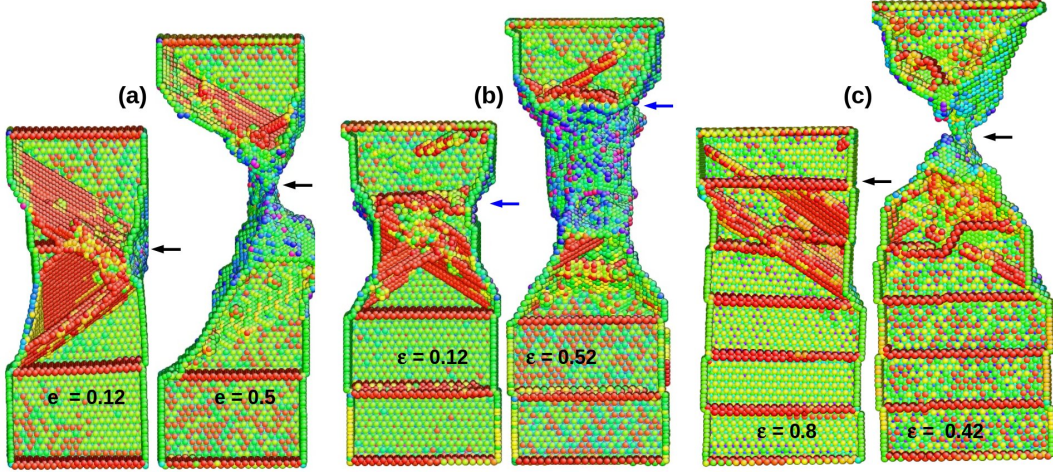 (a)
(b)
(c)
e = 0.12
e = 0.5
ε = 0.12
ε = 0.52
ε = 0.8
ε = 0.42